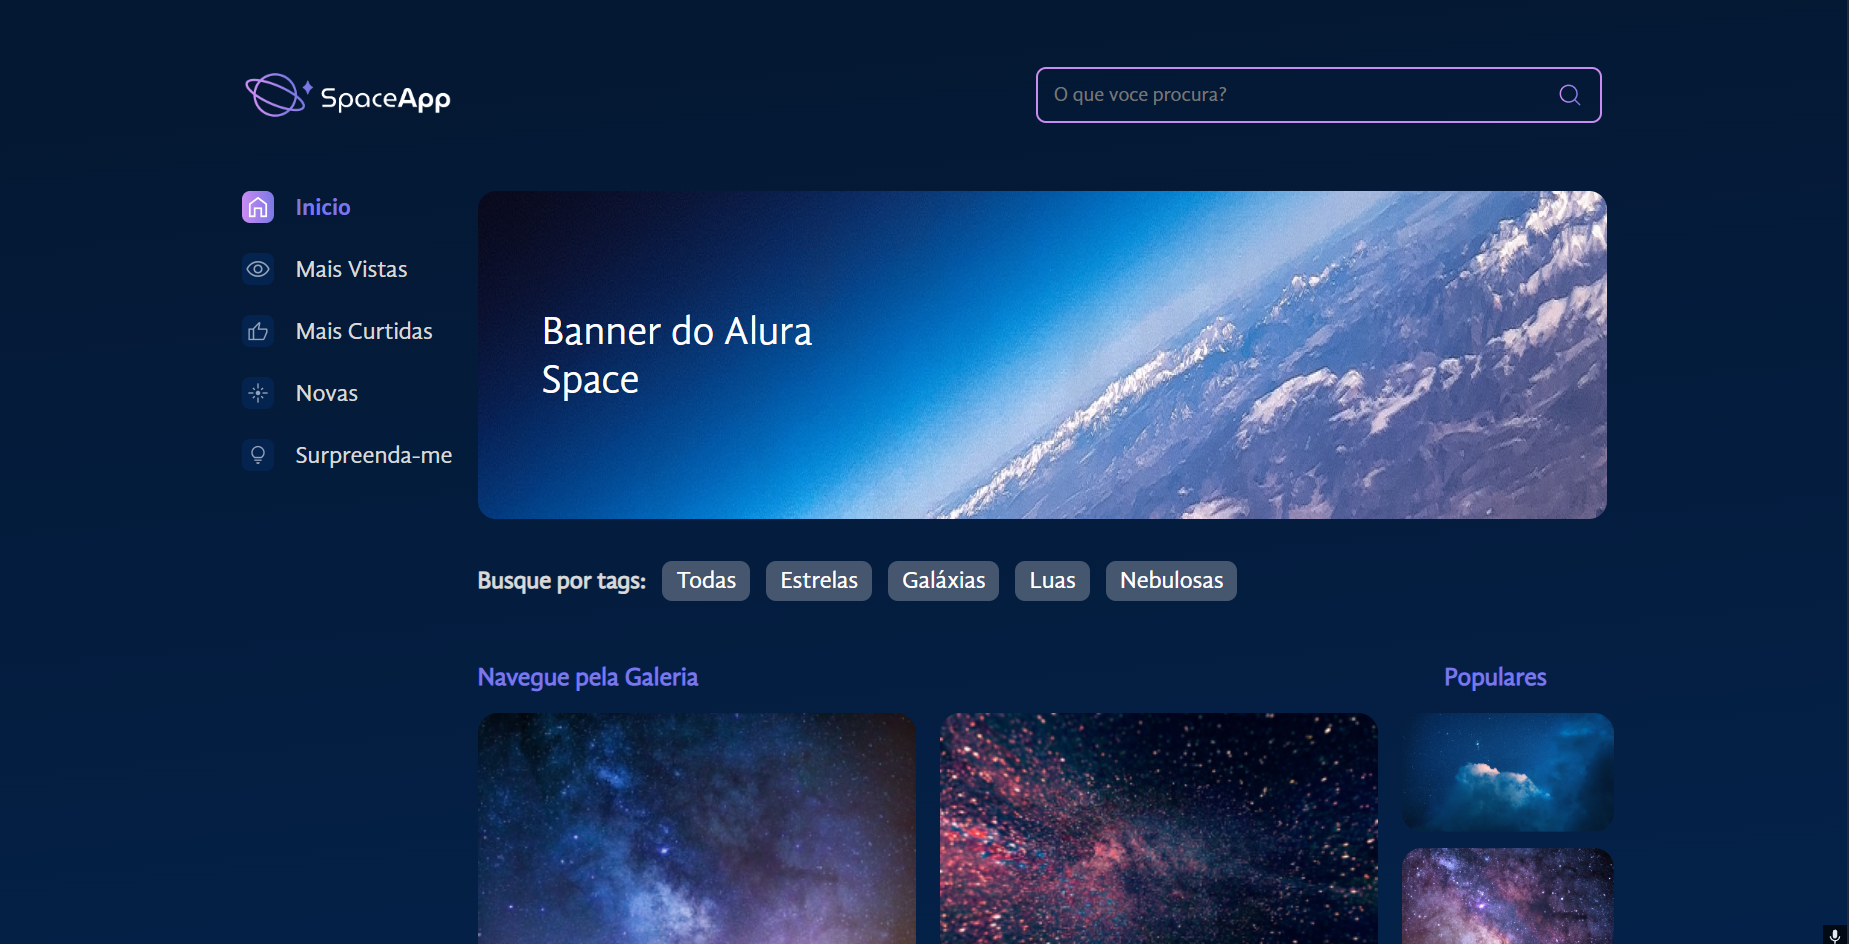 SpaceApp
O que voce procura?
Inicio
Mais Vistas
Mais Curtidas
Novas
Surpreenda-me
Banner do Alura
Space
Busque por tags: Todas Estrelas Galáxias Luas Nebulosas
Navegue pela Galeria
Populares